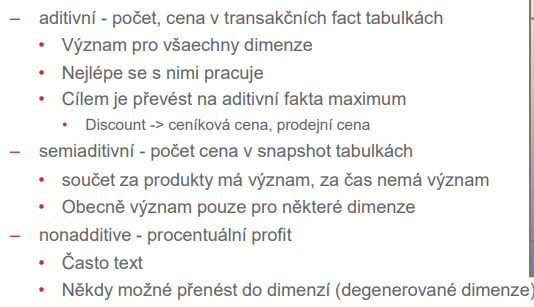 – aditivní - počet, cena v transakčních fact tabulkách
• Význam pro všaechny dimenze
• Nejlépe se s nimi pracuje
• Cílem je převést na aditivní fakta maximum
• Discount -> ceníková cena, prodejní cena
– semiaditivní - počet cena v snapshot tabulkách
• součet za produkty má význam, za čas nemá význam
• Obecně význam pouze pro některé dimenze
– nonadditive - procentuální profit
• Často text
• Někdy možné přenést do dimenzí (degenerované dimenze)